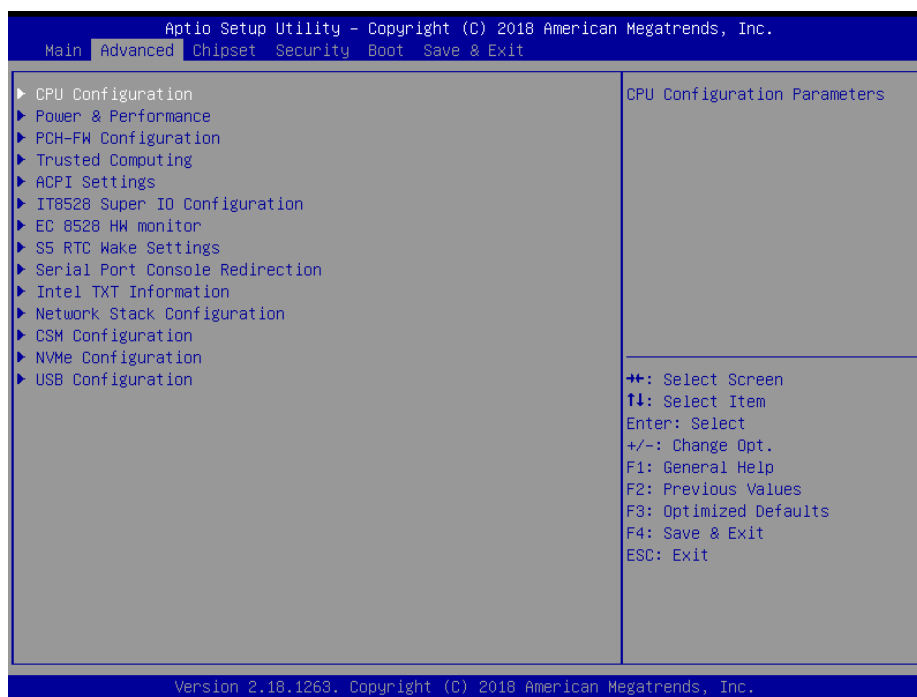 Aptio Setup Utility – Copyright (C) 2018 American Megatrends, Inc.
Main Advanced Chipset Security Boot Save & Exit
CPU Configuration
Power & Performance
PCH-FW Configuration
Trusted Computing
ACPI Settings
IT8528 Super IO Configuration
EC 8528 HW monitor
S5 RTC Wake Settings
Serial Port Console Redirection
Intel TXT Information
Network Stack Configuration
CSM Configuration
NVMe Configuration
USB Configuration
CPU Configuration Parameters
→←: Select Screen
↑↓: Select Item
Enter: Select
+/-: Change Opt.
F1: General Help
F2: Previous Values
F3: Optimized Defaults
F4: Save & Exit
ESC: Exit
Version 2.18.1263. Copyright (C) 2018 American Megatrends, Inc.